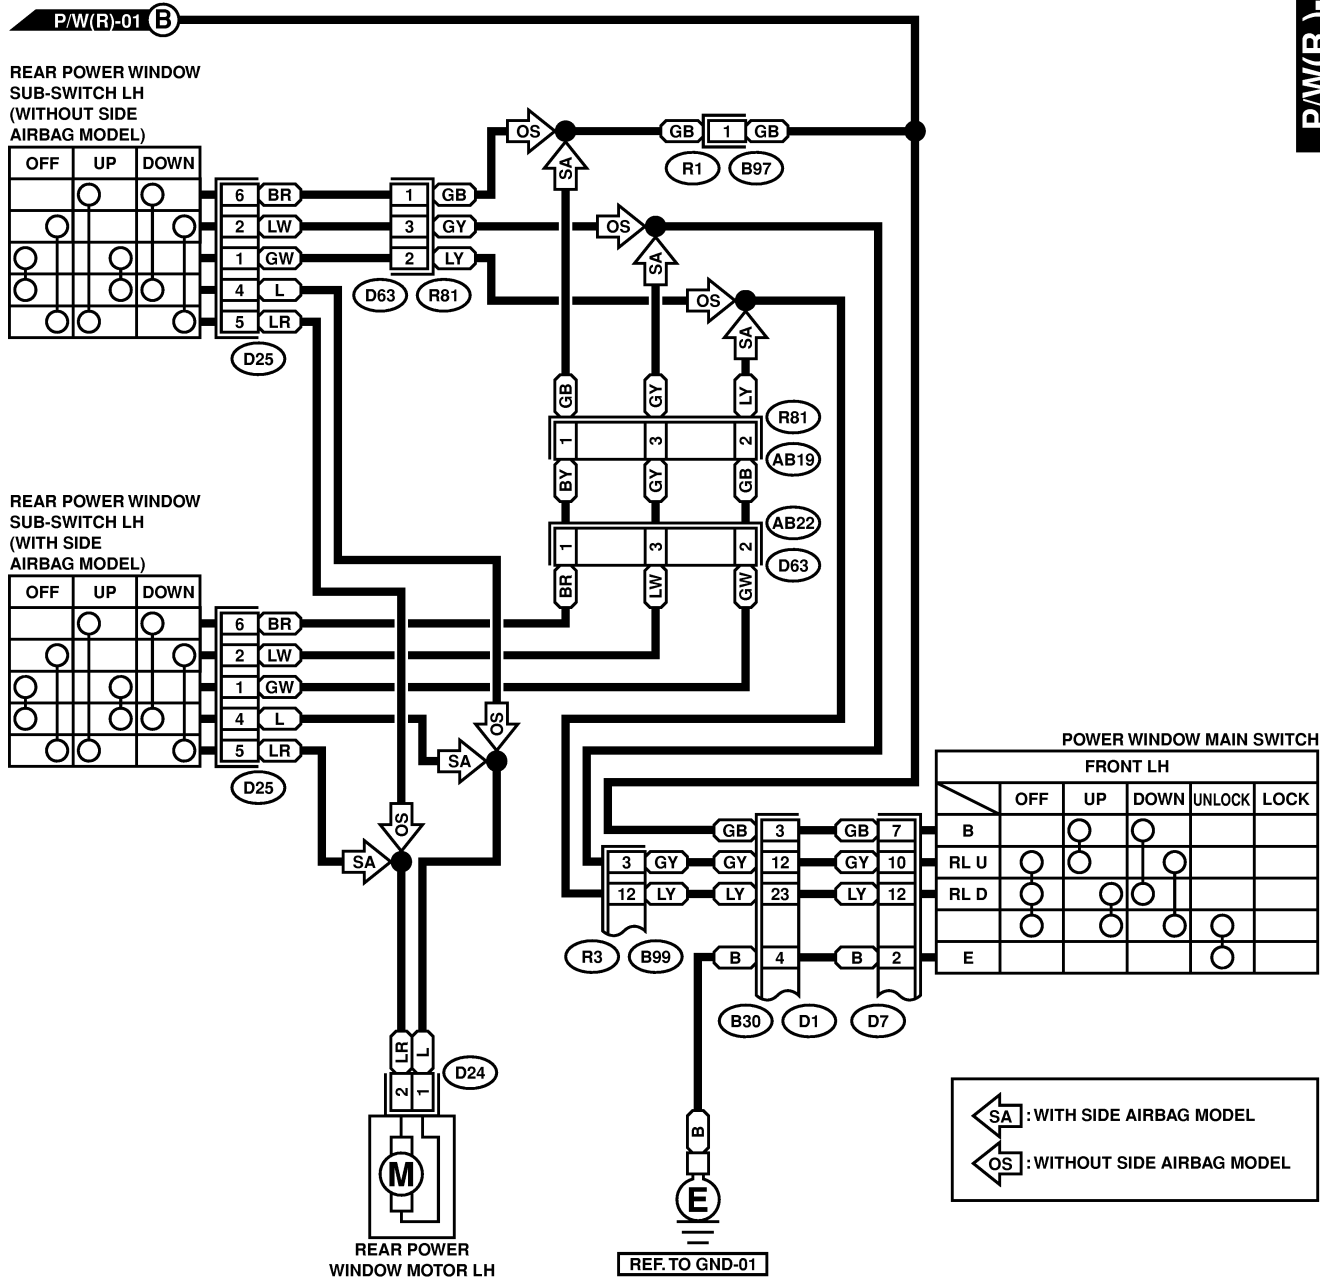 P/W(R)-01 B
P/W(R)-
REAR POWER WINDOW
SUB-SWITCH LH
(WITHOUT SIDE
AIRBAG MODEL)
OFF UP DOWN
6 BR
2 LW
1 GW
4 L
5 LR
D25
1 GB
3 GY
2 LY
D63 R81
OS
SA
GB 1 GB
R1 B97
OS
SA
OS
SA
GB GY LY
R81
1 3 2
AB19
BY GY GB
AB22
1 3 2
D63
BR LW GW
REAR POWER WINDOW
SUB-SWITCH LH
(WITH SIDE
AIRBAG MODEL)
OFF UP DOWN
6 BR
2 LW
1 GW
4 L
5 LR
D25
OS
SA
OS
SA
POWER WINDOW MAIN SWITCH
FRONT LH
OFF UP DOWN UNLOCK LOCK
GB 3 GB 7 B
3 GY GY 12 GY 10 RL U
12 LY LY 23 LY 12 RL D
B 4 B 2 E
R3 B99
B30 D1 D7
LR L
D24
2 1
M
REAR POWER
WINDOW MOTOR LH
B
E
REF. TO GND-01
SA : WITH SIDE AIRBAG MODEL
OS : WITHOUT SIDE AIRBAG MODEL